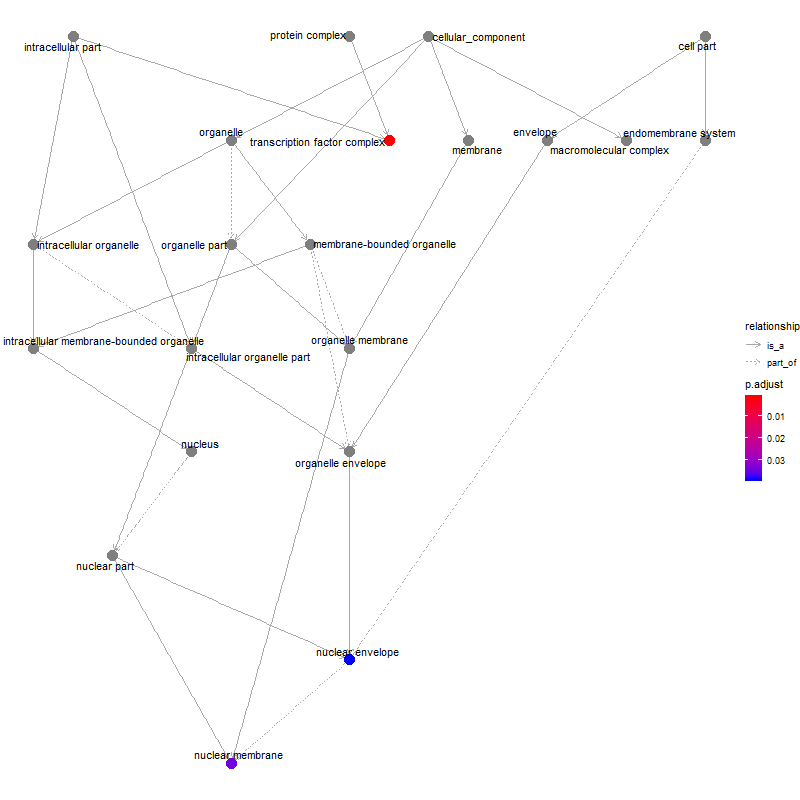 protein complex
cellular_component
intracellular part
cell part
organelle
envelope
endomembrane system
transcription factor complex
membrane
macromolecular complex
intracellular organelle
organelle part
membrane-bounded organelle
relationship
intracellular membrane-bounded organelle
organelle membrane
is_a
intracellular organelle part
part_of
p.adjust
0.01
0.02
nucleus
0.03
organelle envelope
nuclear part
nuclear envelope
nuclear membrane